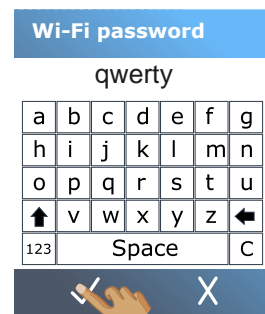 Wi-Fi password
qwerty
a b c d e f g
h i j k l m n
o p q r s t u
v w x y z
123 Space C
X